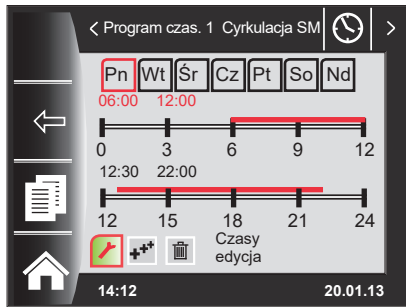 < Program czas. 1 Cyrkulacja SM >
Pn Wt Śr Cz Pt So Nd
06:00 12:00
0 3 6 9 12
12:30 22:00
12 15 18 21 24
Czasy
edycja
14:12 20.01.13